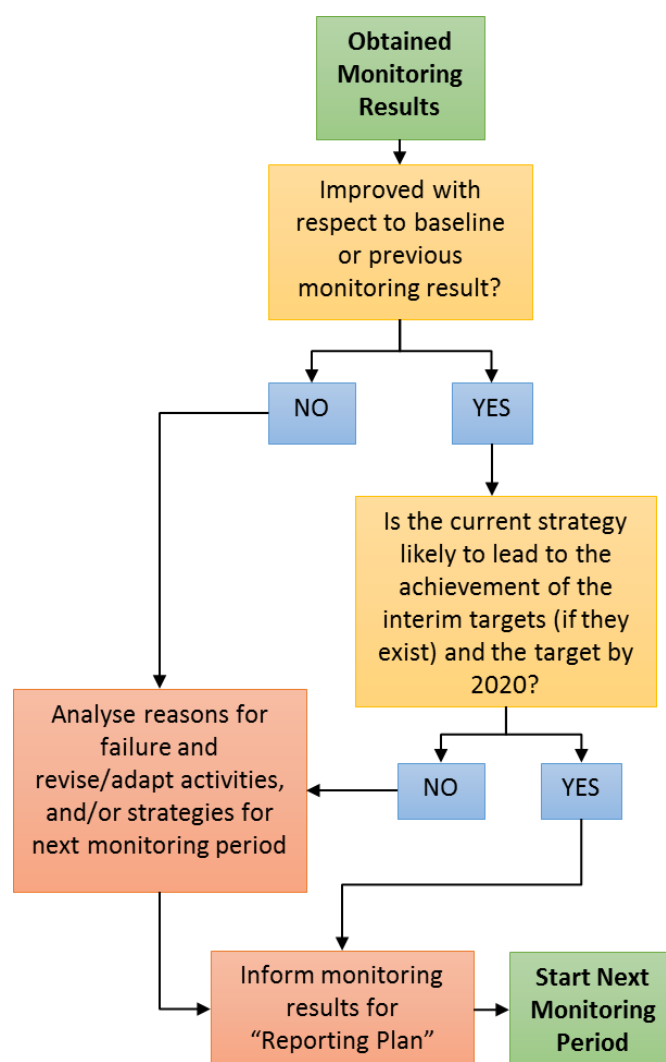 Obtained
Monitoring
Results
Improved with
respect to baseline
or previous
monitoring result?
NO
YES
Is the current strategy
likely to lead to the
achievement of the
interim targets (if they
exist) and the target by
2020?
Analyse reasons for
failure and
revise/adapt activities,
and/or strategies for
next monitoring period
NO
YES
Inform monitoring
results for
“Reporting Plan”
Start Next
Monitoring
Period